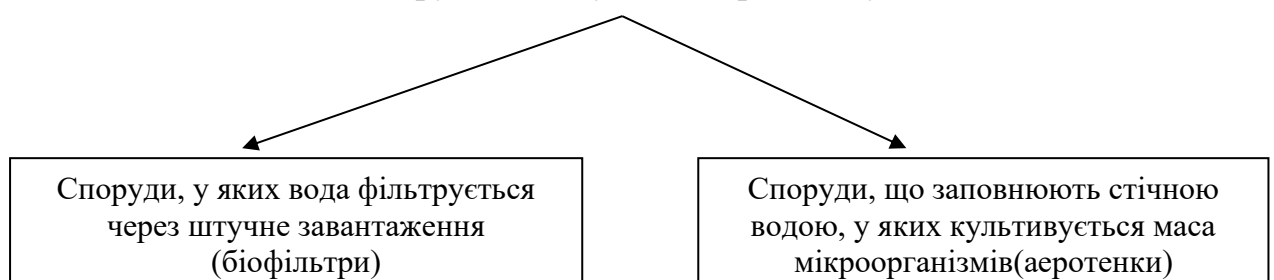 Споруди, у яких вода фільтрується
через штучне завантаження
(біофільтри)
Споруди, що заповнюють стічною
водою, у яких культивується маса
мікроорганізмів(аеротенки)